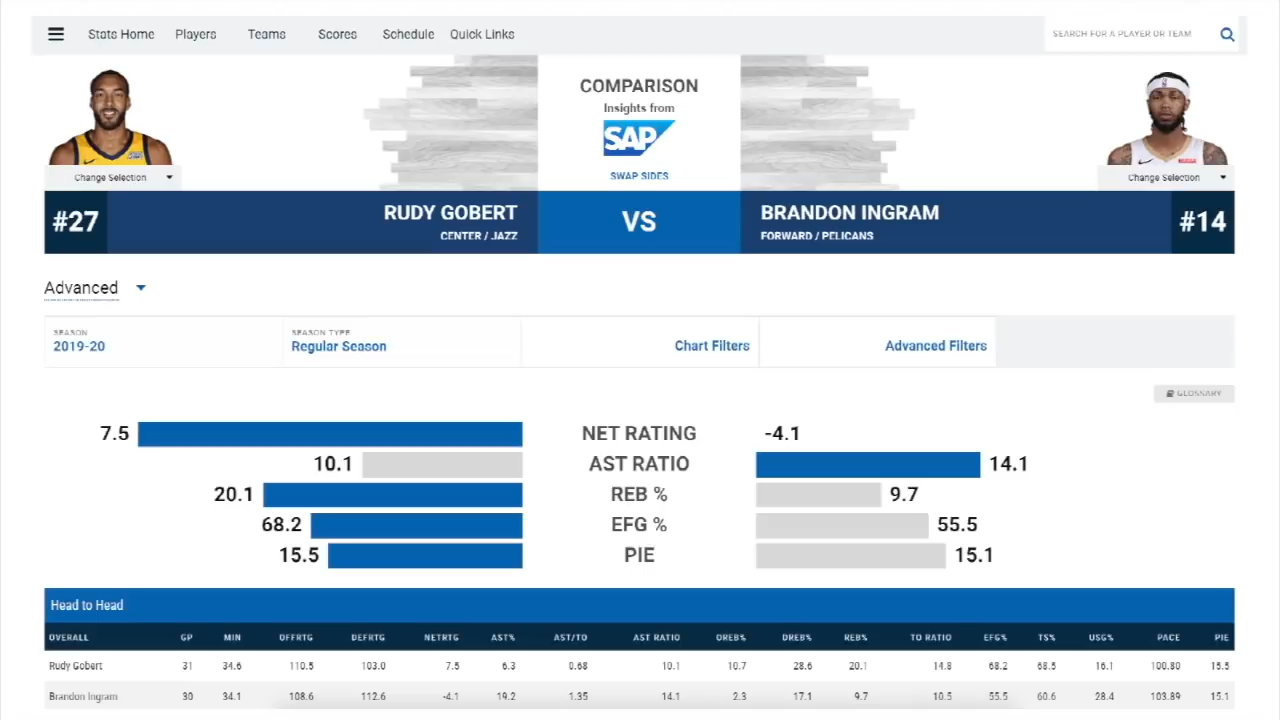 Stats Home Players Teams Scores Schedule Quick Links SEARCH FOR A PLAYER OR TEAM
COMPARISON
Insights from
SAP
SWAP SIDES
Change Selection Change Selection
#27 RUDY GOBERT VS BRANDON INGRAM #14
CENTER / JAZZ FORWARD / PELICANS
Advanced
SEASON SEASON TYPE
2019-20 Regular Season Chart Filters Advanced Filters
GLOSSARY
7.5 NET RATING -4.1
10.1 AST RATIO 14.1
20.1 REB % 9.7
68.2 EFG % 55.5
15.5 PIE 15.1
Head to Head
OVERALL GP MIN OFFRTG DEFRTG NETRTG AST% AST/TO AST RATIO OREB% DREB% REB% TO RATIO EFG% TS% USG% PACE PIE
Rudy Gobert 31 34.6 110.5 103.0 7.5 6.3 0.68 10.1 10.7 28.6 20.1 14.8 68.2 68.5 16.1 100.80 15.5
Brandon Ingram 30 34.1 108.6 112.6 -4.1 19.2 1.35 14.1 2.3 17.1 9.7 10.5 55.5 60.6 28.4 103.89 15.1